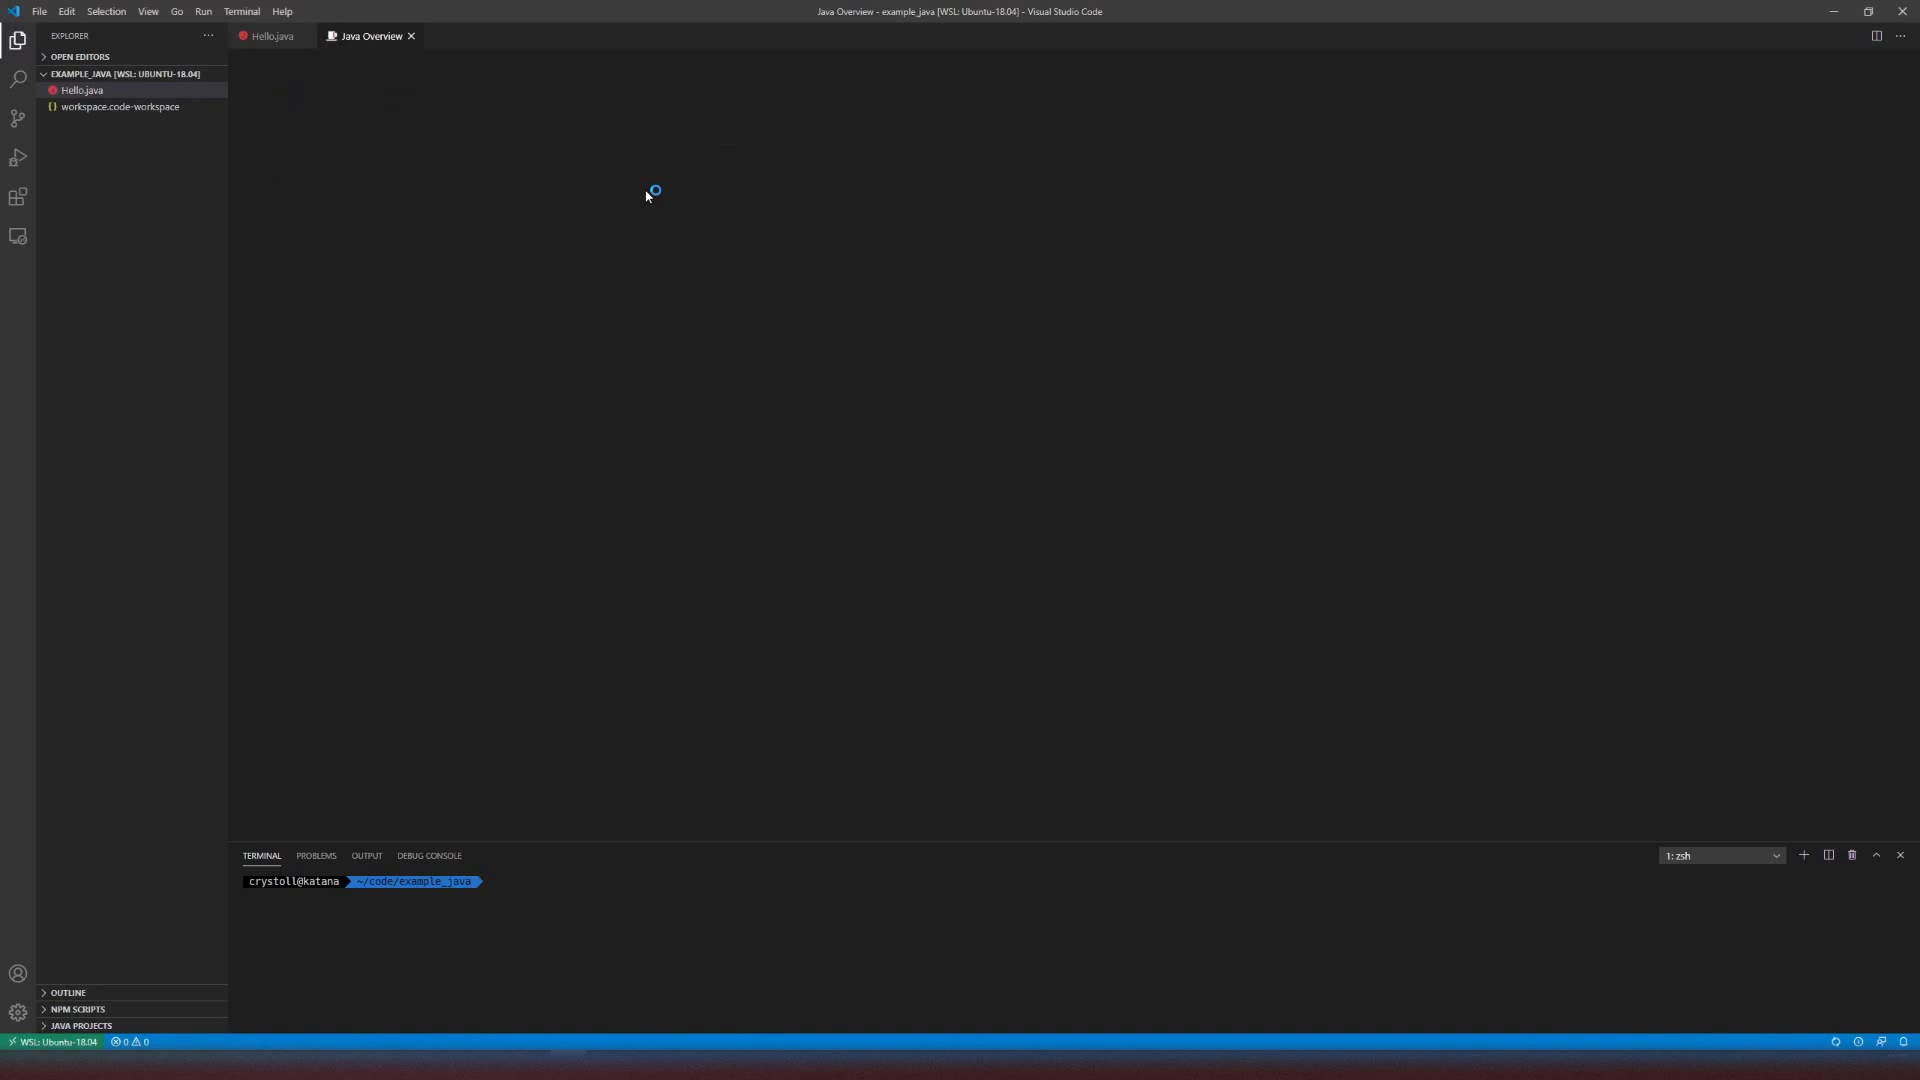 File Edit Selection View Go Run Terminal Help
Java Overview - example_java [WSL: Ubuntu-18.04] - Visual Studio Code
EXPLORER
Hello.java
Java Overview
OPEN EDITORS
EXAMPLE_JAVA [WSL: UBUNTU-18.04]
Hello.java
{} workspace.code-workspace
TERMINAL PROBLEMS OUTPUT DEBUG CONSOLE
1: zsh
crystoll@katana ~/code/example_java
OUTLINE
NPM SCRIPTS
JAVA PROJECTS
WSL: Ubuntu-18.04 0 0